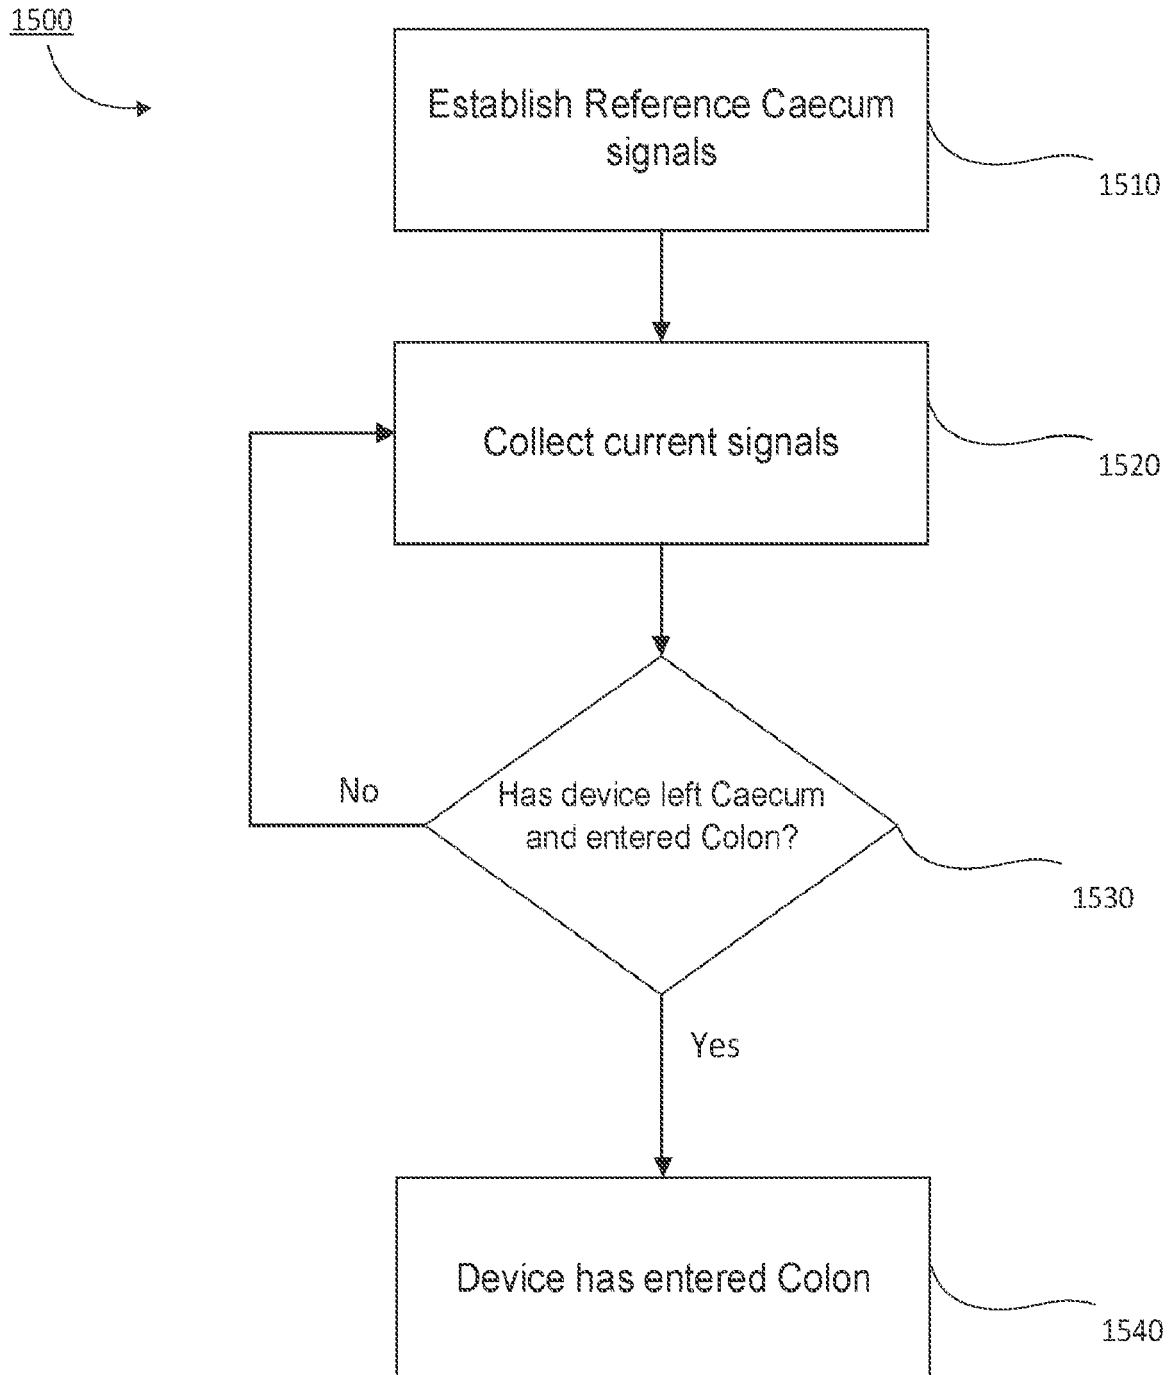 1500
Establish Reference Caecum
signals
1510
Collect current signals
1520
No
Has device left Caecum
and entered Colon?
1530
Yes
Device has entered Colon
1540